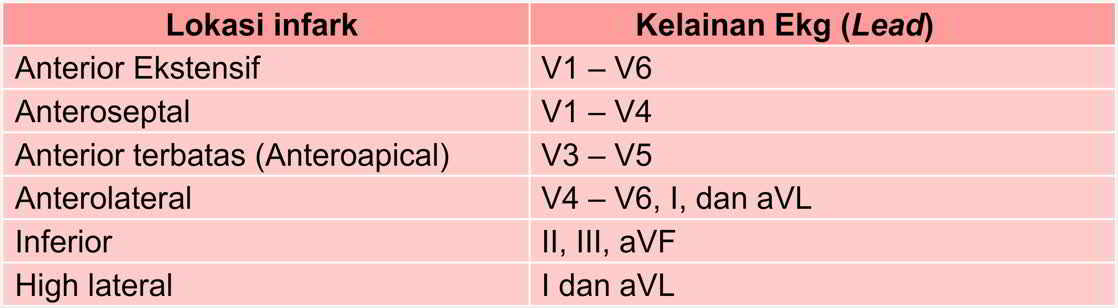 Lokasi infark Kelainan Ekg (Lead)
Anterior Ekstensif V1 – V6
Anteroseptal V1 – V4
Anterior terbatas (Anteroapical) V3 – V5
Anterolateral V4 – V6, I, dan aVL
Inferior II, III, aVF
High lateral I dan aVL